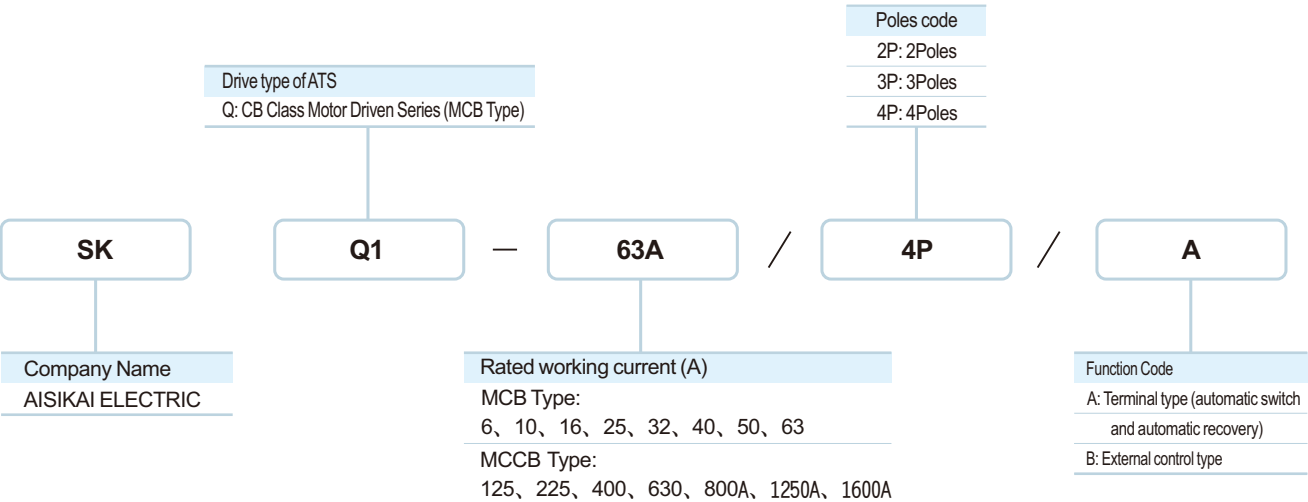 Poles code
2P: 2Poles
3P: 3Poles
4P: 4Poles
Drive type of ATS
Q: CB Class Motor Driven Series (MCB Type)
SK
Q1
—
63A
/
4P
/
A
Company Name
AISIKAI ELECTRIC
Rated working current (A)
MCB Type:
6、10、16、25、32、40、50、63
MCCB Type:
125、225、400、630、800A、1250A、1600A
Function Code
A: Terminal type (automatic switch
and automatic recovery)
B: External control type